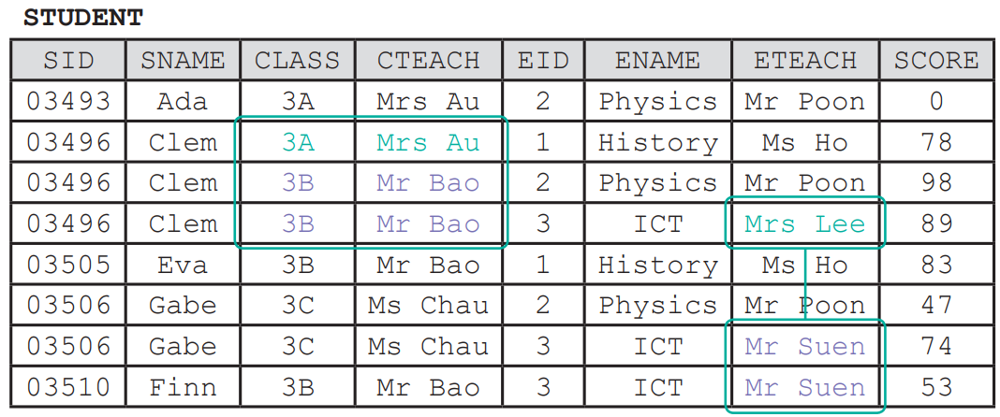 STUDENT
SID SNAME CLASS CTEACH EID ENAME ETEACH SCORE
03493 Ada 3A Mrs Au 2 Physics Mr Poon 0
03496 Clem 3A Mrs Au 1 History Ms Ho 78
03496 Clem 3B Mr Bao 2 Physics Mr Poon 98
03496 Clem 3B Mr Bao 3 ICT Mrs Lee 89
03505 Eva 3B Mr Bao 1 History Ms Ho 83
03506 Gabe 3C Ms Chau 2 Physics Mr Poon 47
03506 Gabe 3C Ms Chau 3 ICT Mr Suen 74
03510 Finn 3B Mr Bao 3 ICT Mr Suen 53